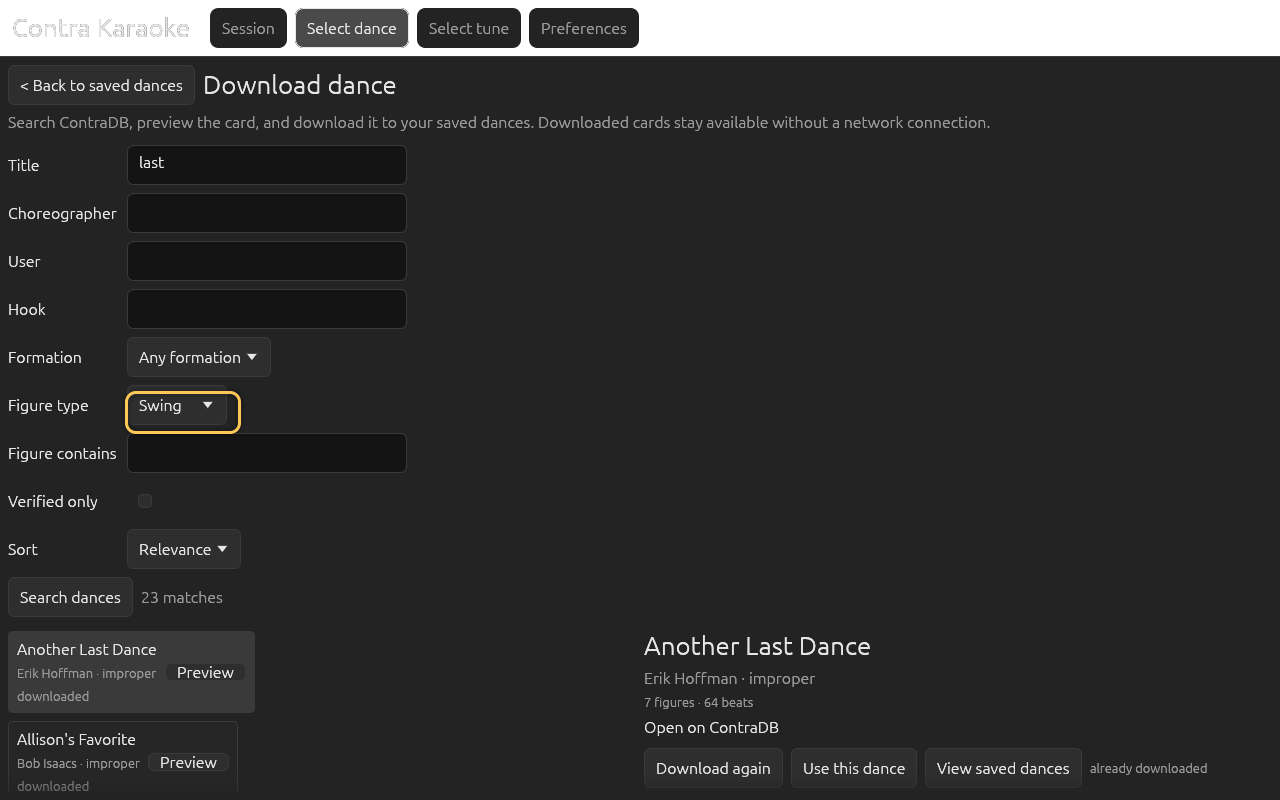 Contra Karaoke Session Select dance Select tune Preferences
< Back to saved dances Download dance
Search ContraDB, preview the card, and download it to your saved dances. Downloaded cards stay available without a network connection.
Title last
Choreographer
User
Hook
Formation Any formation
Figure type Swing
Figure contains
Verified only
Sort Relevance
Search dances 23 matches
Another Last Dance
Erik Hoffman · improper Preview
downloaded
Allison's Favorite
Bob Isaacs · improper Preview
downloaded
Another Last Dance
Erik Hoffman · improper
7 figures · 64 beats
Open on ContraDB
Download again Use this dance View saved dances already downloaded